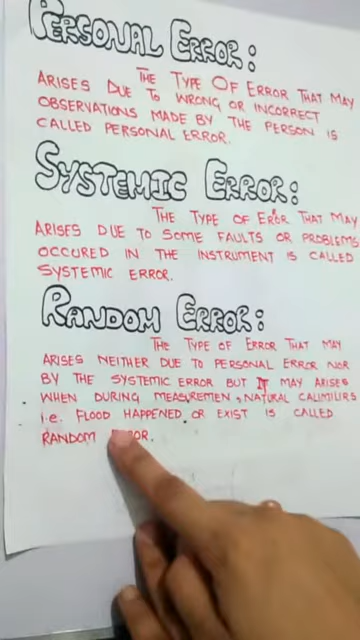 PERSONAL ERROR:
THE TYPE OF ERROR THAT MAY
ARISES DUE TO WRONG OR INCORRECT
OBSERVATIONS MADE BY THE PERSON IS
CALLED PERSONAL ERROR.
SYSTEMIC ERROR:
THE TYPE OF EROR THAT MAY
ARISES DUE TO SOME FAULTS OR PROBLEMS
OCCURED IN THE INSTRUMENT IS CALLED
SYSTEMIC ERROR.
RANDOM ERROR:
THE TYPE OF ERROR THAT MAY
ARISES NEITHER DUE TO PERSONAL ERROR NOR
BY THE SYSTEMIC ERROR BUT IT MAY ARISES
WHEN DURING MEASUREMEN, NATURAL CALIMILIRS
i.e. FLOOD HAPPENED OR EXIST IS CALLED
RANDOM ERROR.